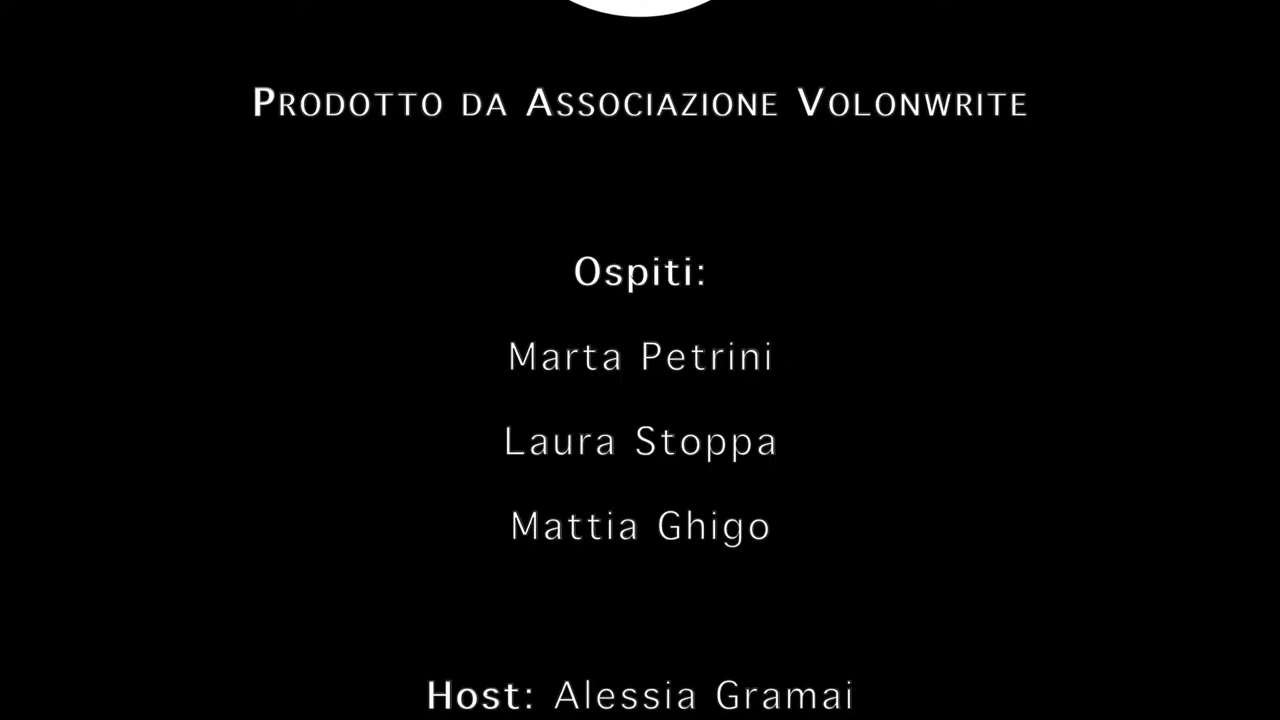 Prodotto da Associazione Volonwrite
Ospiti:
Marta Petrini
Laura Stoppa
Mattia Ghigo
Host: Alessia Gramai